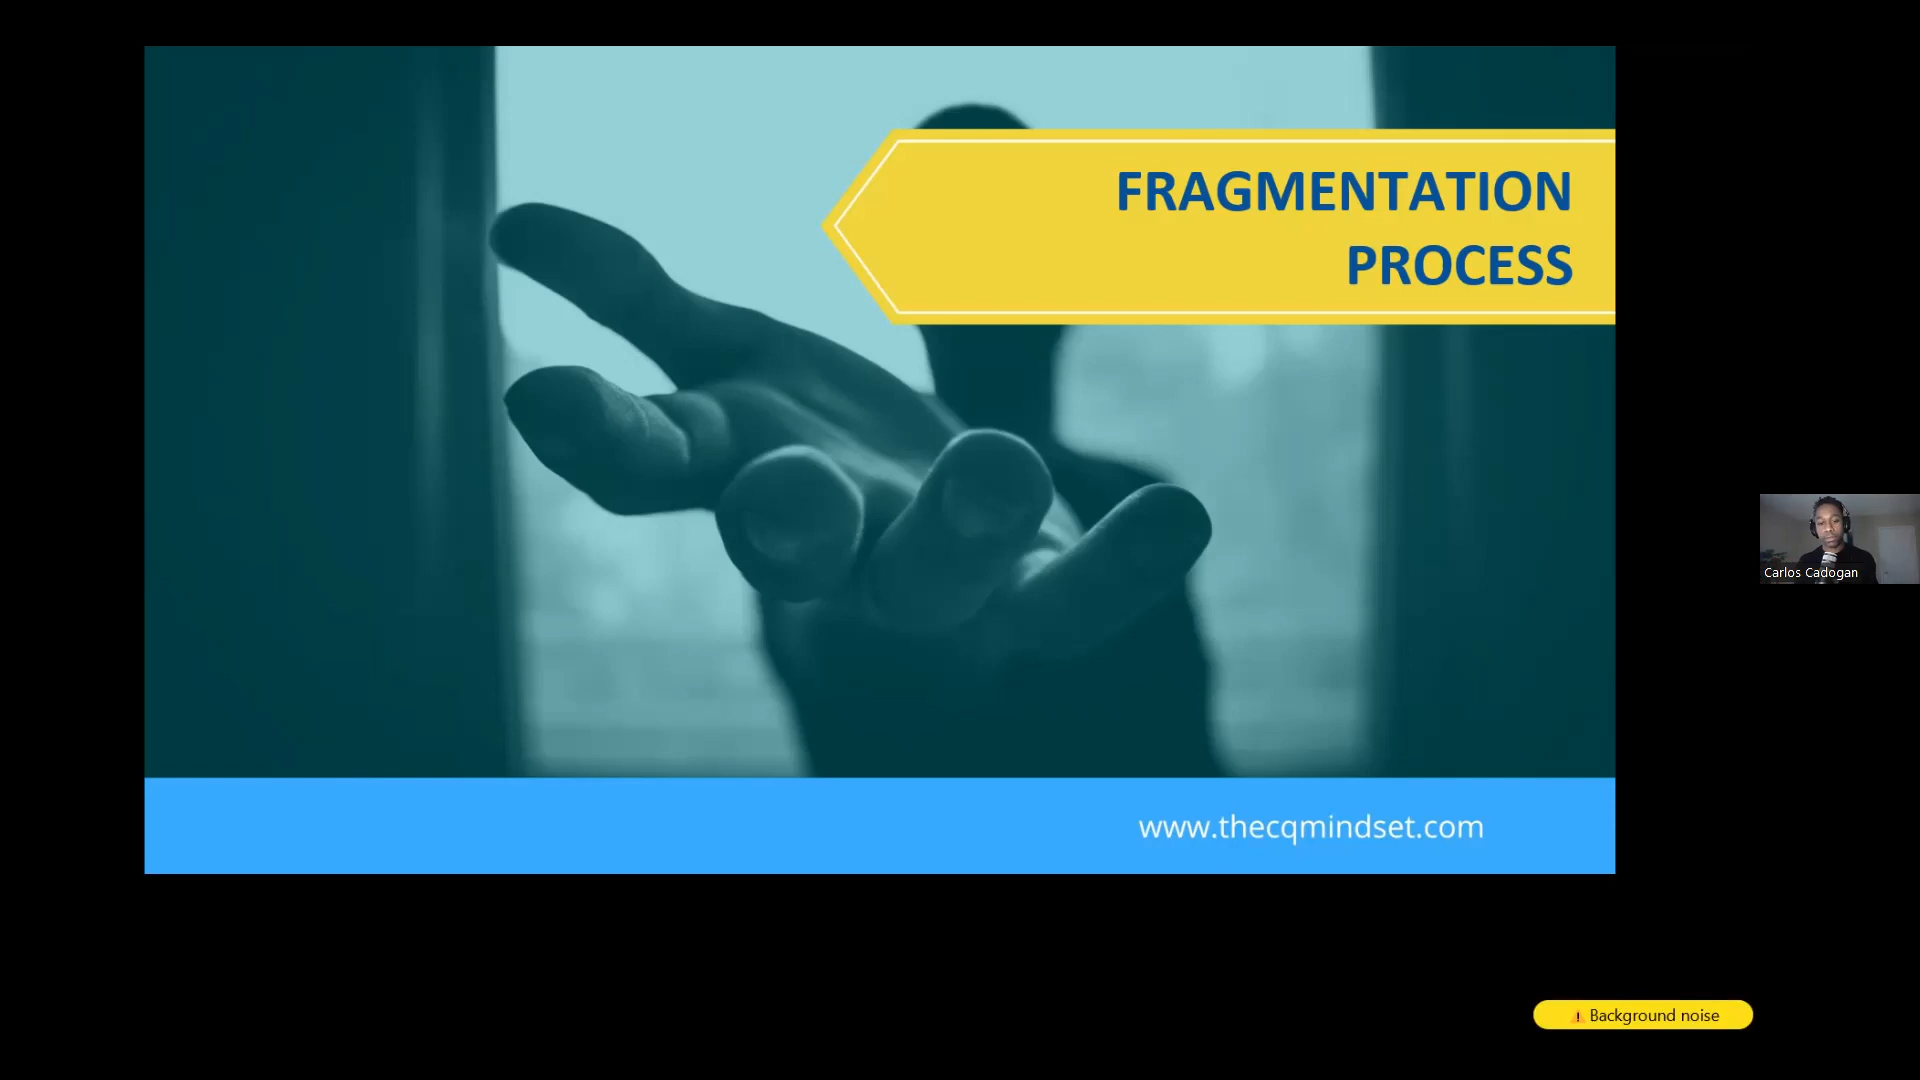 FRAGMENTATION
PROCESS
www.thecqmindset.com
Carlos Cadogan
Background noise